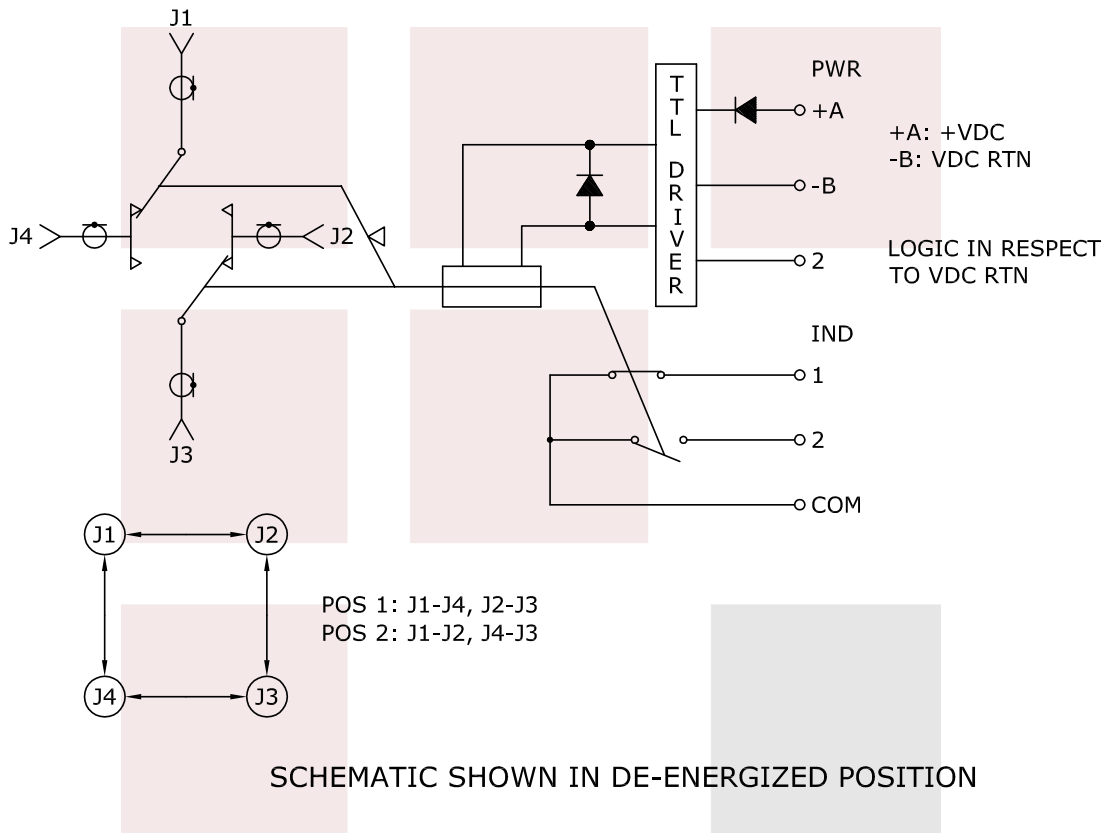 J1
J4
J2
J3
TTL DRIVER
PWR
+A
-B
2
+A: +VDC
-B: VDC RTN
LOGIC IN RESPECT
TO VDC RTN
IND
1
2
COM
J1
J2
J4
J3
POS 1: J1-J4, J2-J3
POS 2: J1-J2, J4-J3
SCHEMATIC SHOWN IN DE-ENERGIZED POSITION